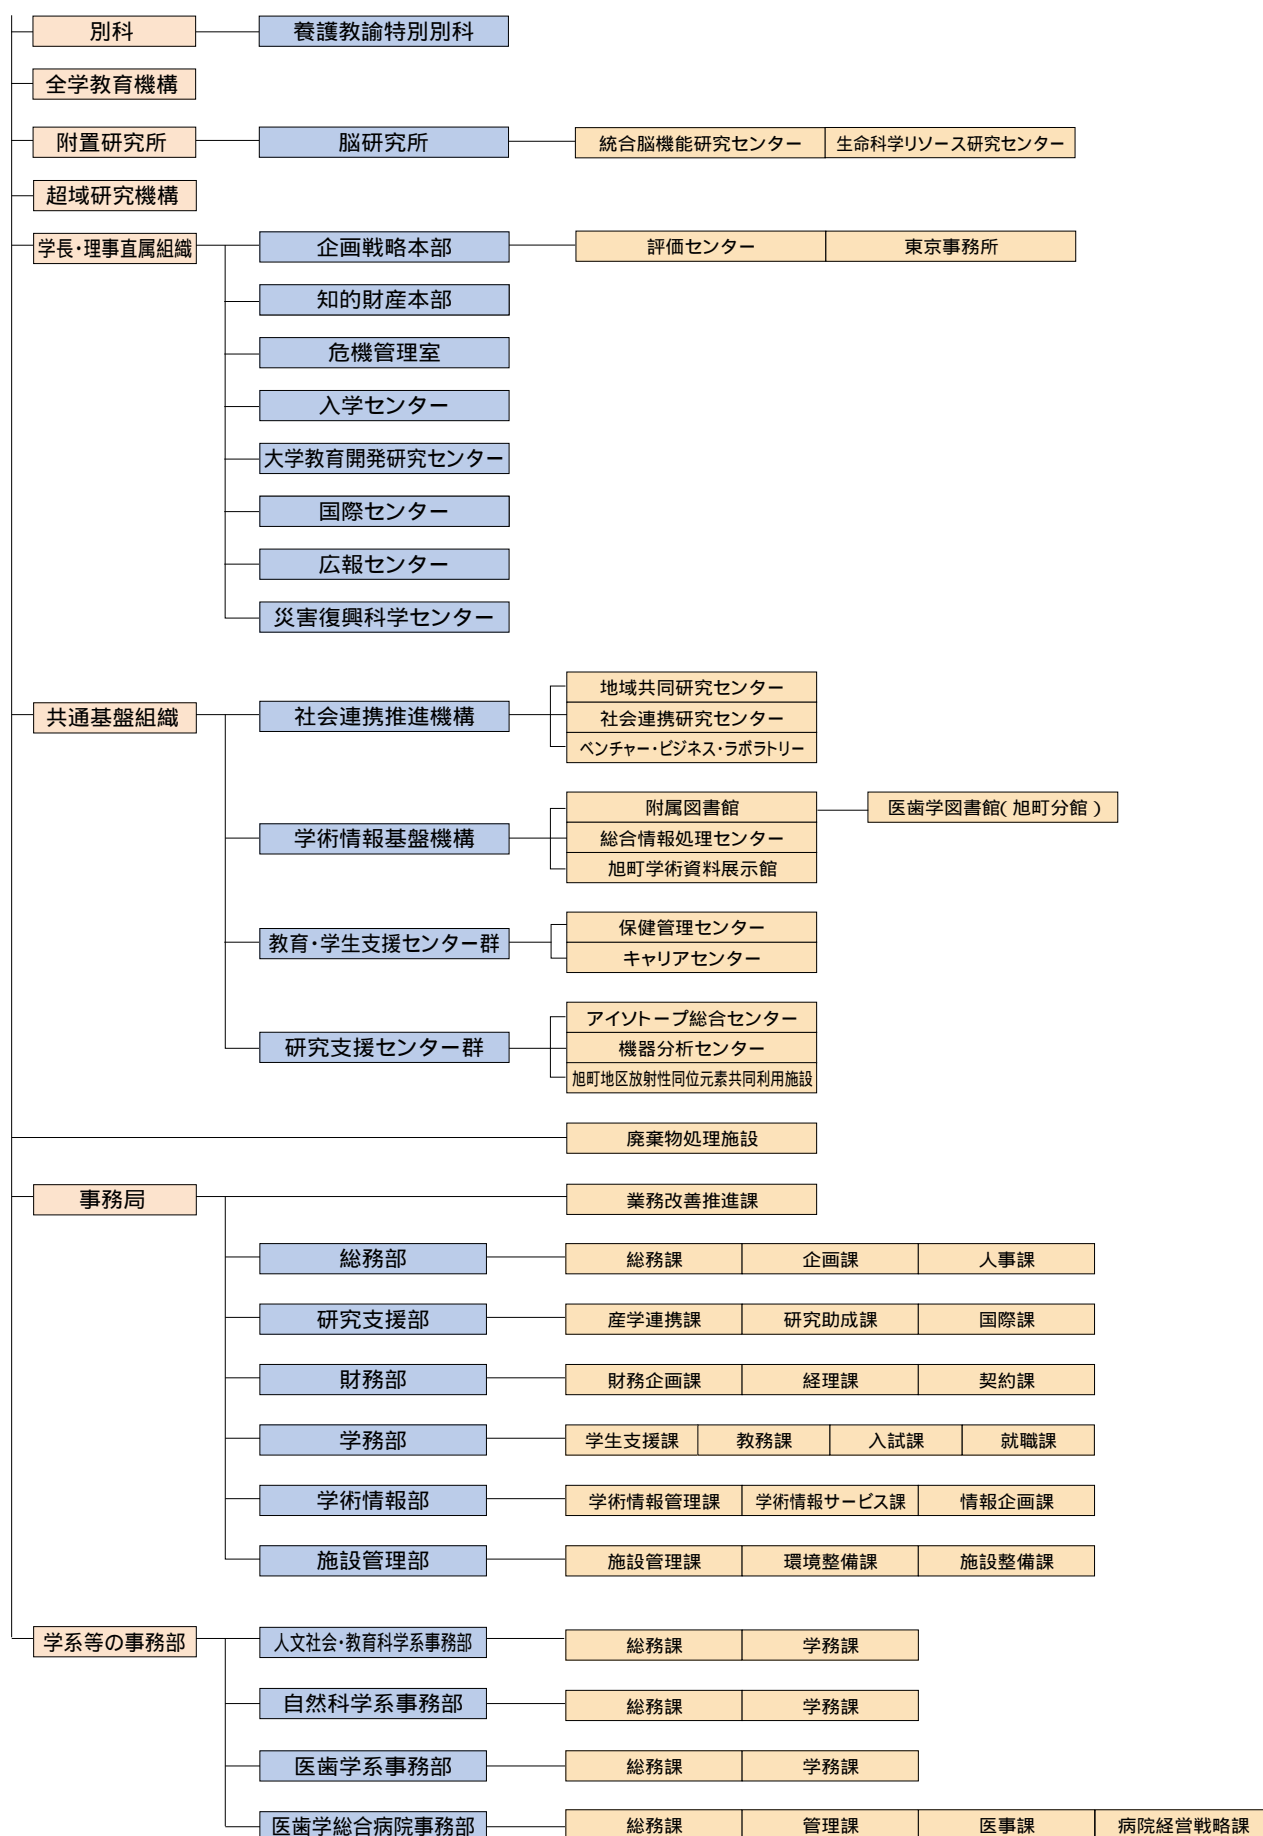 別科 養護教諭特別別科
全学教育機構
附置研究所 脳研究所 統合脳機能研究センター 生命科学リソース研究センター
超域研究機構
学長・理事直属組織 企画戦略本部 評価センター 東京事務所
知的財産本部
危機管理室
入学センター
大学教育開発研究センター
国際センター
広報センター
災害復興科学センター
地域共同研究センター
共通基盤組織 社会連携推進機構 社会連携研究センター
ベンチャー・ビジネス・ラボラトリー
附属図書館 医歯学図書館(旭町分館)
学術情報基盤機構 総合情報処理センター
旭町学術資料展示館
保健管理センター
教育・学生支援センター群
キャリアセンター
アイソトープ総合センター
研究支援センター群 機器分析センター
旭町地区放射性同位元素共同利用施設
廃棄物処理施設
事務局 業務改善推進課
総務部 総務課 企画課 人事課
研究支援部 産学連携課 研究助成課 国際課
財務部 財務企画課 経理課 契約課
学務部 学生支援課 教務課 入試課 就職課
学術情報部 学術情報管理課 学術情報サービス課 情報企画課
施設管理部 施設管理課 環境整備課 施設整備課
学系等の事務部 人文社会・教育科学系事務部 総務課 学務課
自然科学系事務部 総務課 学務課
医歯学系事務部 総務課 学務課
医歯学総合病院事務部 総務課 管理課 医事課 病院経営戦略課